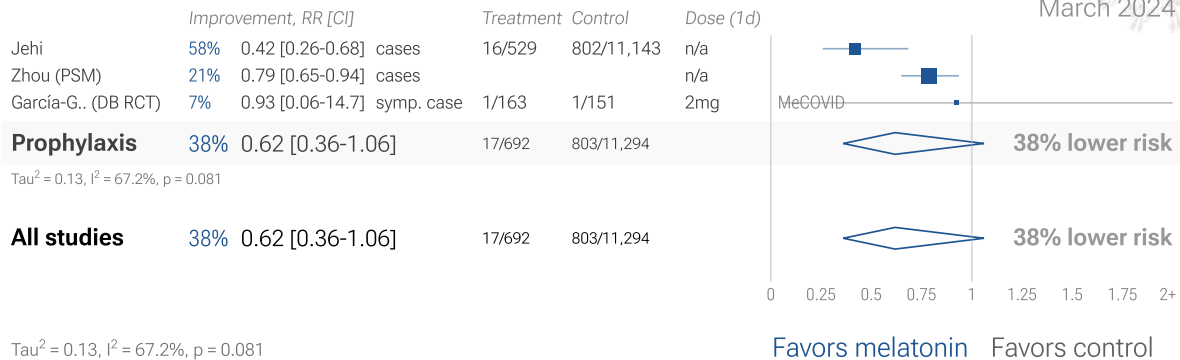 March 2024
Improvement, RR [CI] Treatment Control Dose (1d)
Jehi 58% 0.42 [0.26-0.68] cases 16/529 802/11,143 n/a
Zhou (PSM) 21% 0.79 [0.65-0.94] cases n/a
García-G.. (DB RCT) 7% 0.93 [0.06-14.7] symp. case 1/163 1/151 2mg MeCOVID
Prophylaxis 38% 0.62 [0.36-1.06] 17/692 803/11,294 38% lower risk
Tau² = 0.13, I² = 67.2%, p = 0.081
All studies 38% 0.62 [0.36-1.06] 17/692 803/11,294 38% lower risk
0 0.25 0.5 0.75 1 1.25 1.5 1.75 2+
Tau² = 0.13, I² = 67.2%, p = 0.081 Favors melatonin Favors control